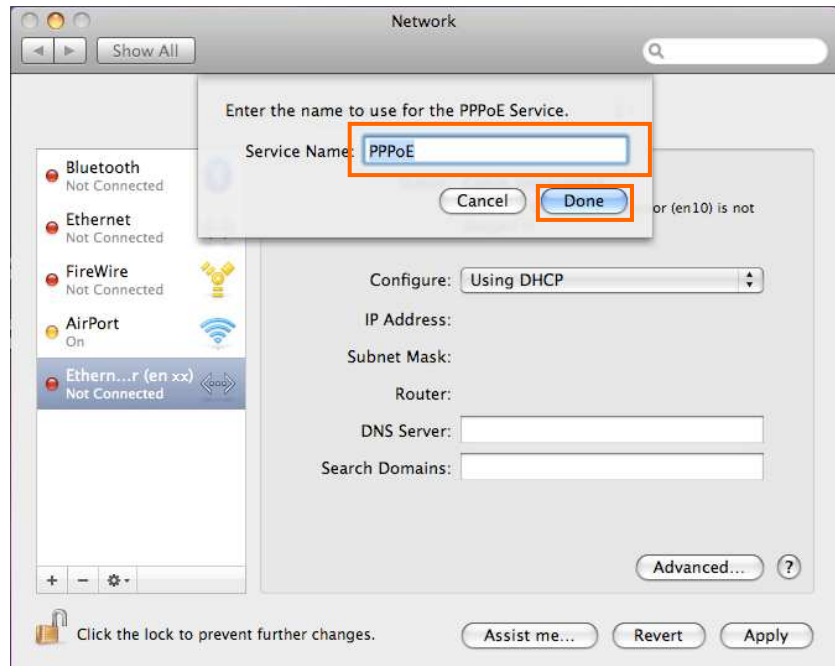 Network
Show All
Enter the name to use for the PPPoE Service.
Service Name: PPPoE
Cancel
Done
Bluetooth
Not Connected
Ethernet
Not Connected
FireWire
Not Connected
AirPort
On
Ethern...r (en xx)
Not Connected
or (en10) is not
Configure: Using DHCP
IP Address:
Subnet Mask:
Router:
DNS Server:
Search Domains:
Advanced... ?
+ −
Click the lock to prevent further changes.
Assist me... Revert Apply